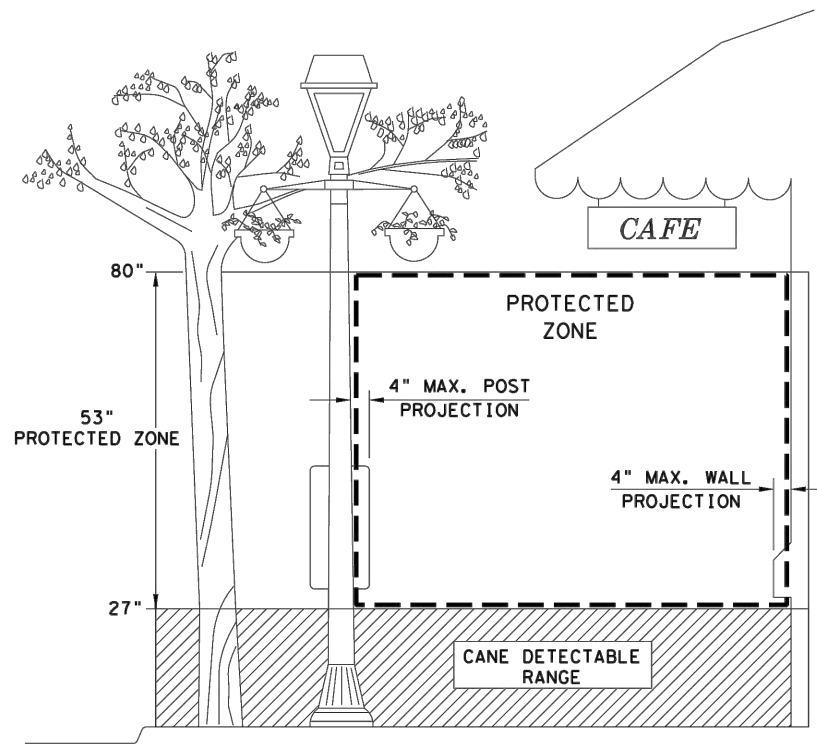 CAFE
80"
PROTECTED
ZONE
4" MAX. POST
PROJECTION
53"
PROTECTED ZONE
4" MAX. WALL
PROJECTION
27"
CANE DETECTABLE
RANGE